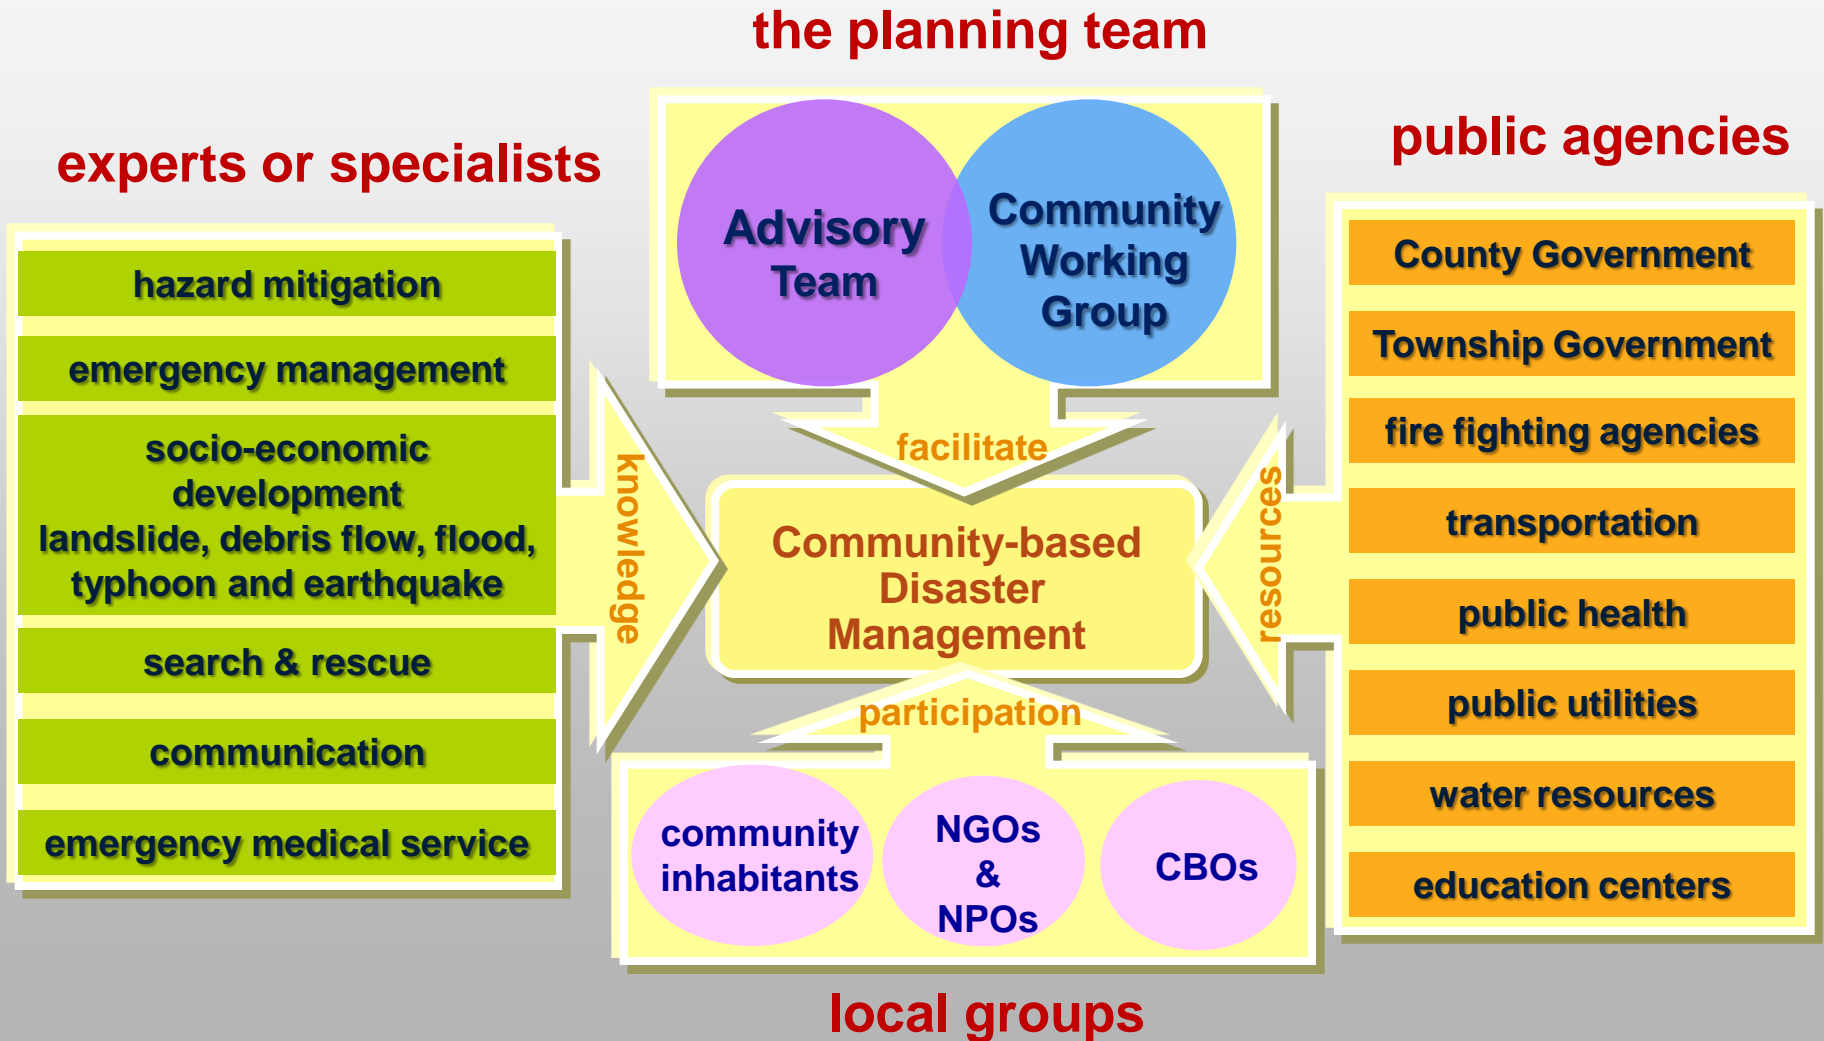 the planning team
experts or specialists
public agencies
Advisory
Team
Community
Working
Group
hazard mitigation
emergency management
socio-economic
development
landslide, debris flow, flood,
typhoon and earthquake
search & rescue
communication
emergency medical service
knowledge
facilitate
Community-based
Disaster
Management
resources
participation
County Government
Township Government
fire fighting agencies
transportation
public health
public utilities
water resources
education centers
community
inhabitants
NGOs
&
NPOs
CBOs
local groups